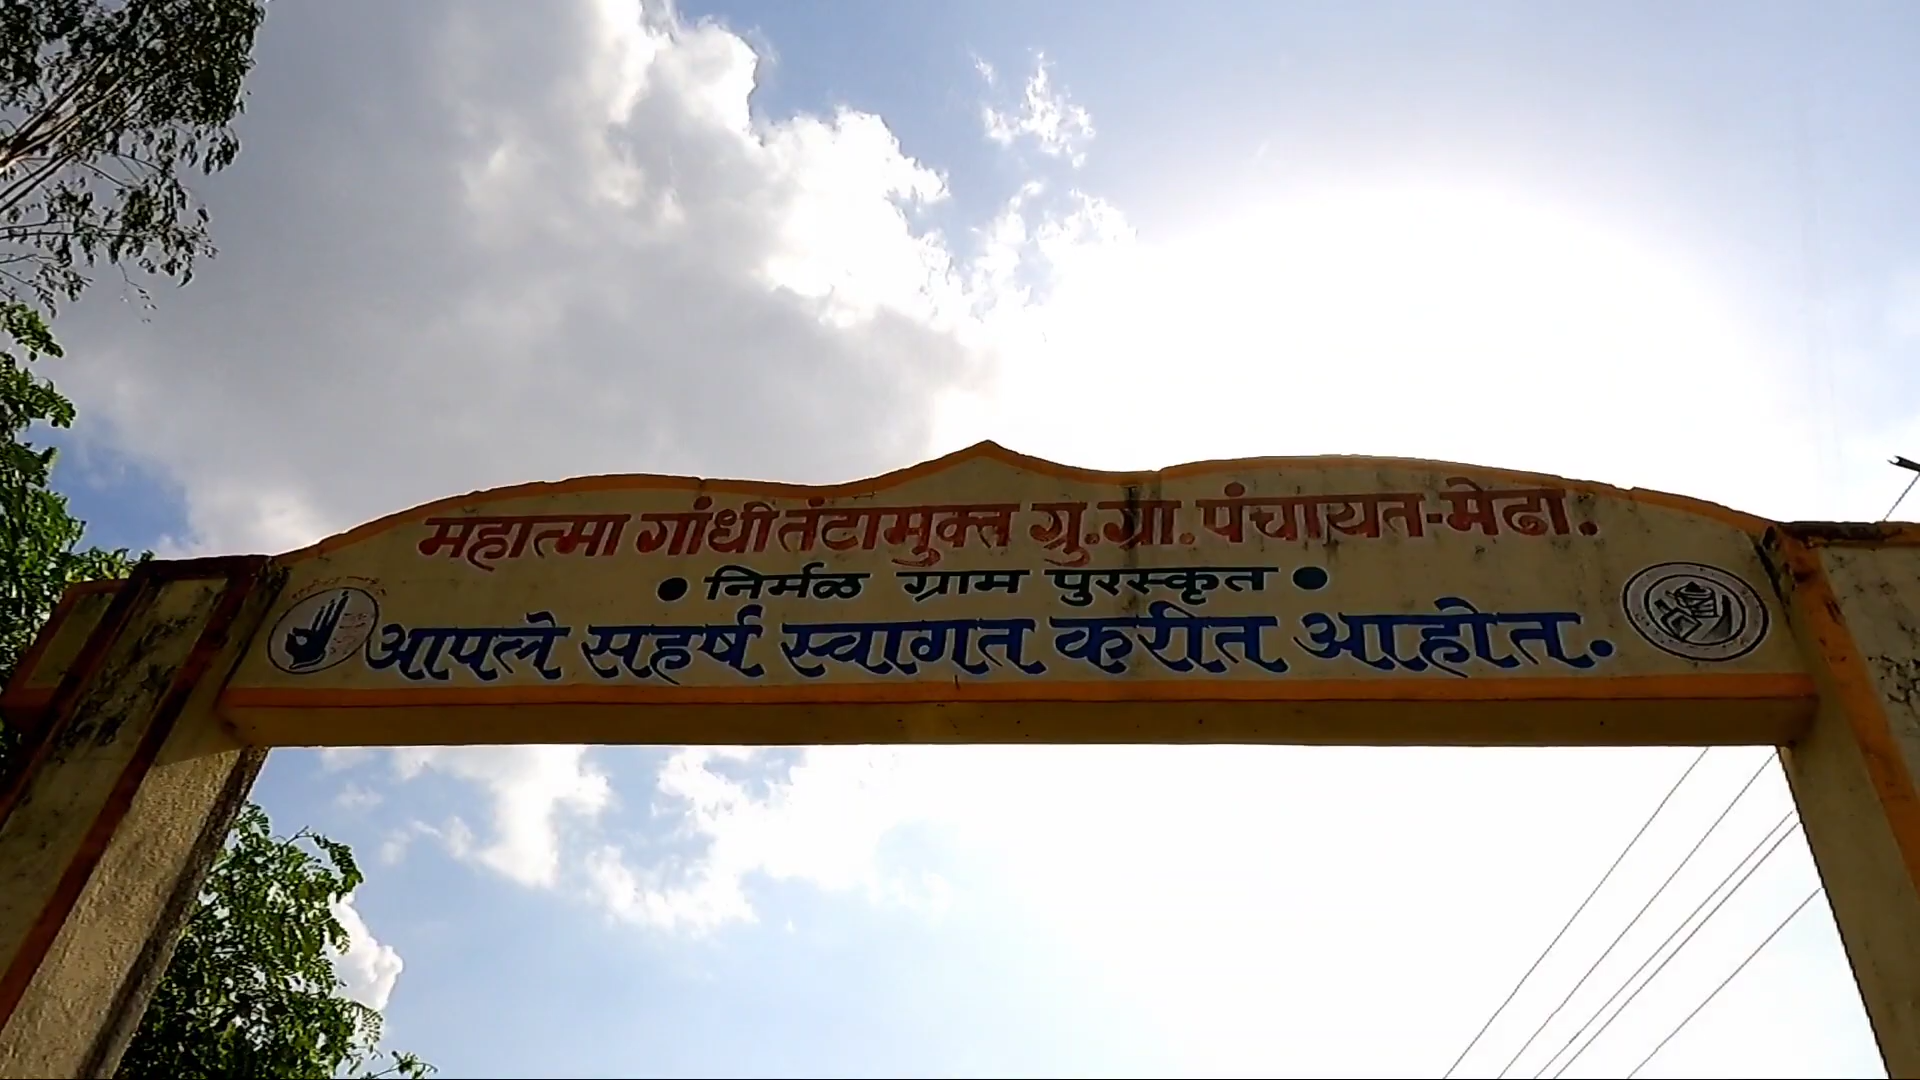 महात्मा गांधी तंटामुक्त ग्रु.ग्रा. पंचायत-मेढा.
• निर्मळ ग्राम पुरस्कृत •
आपले सहर्ष स्वागत करीत आहोत.